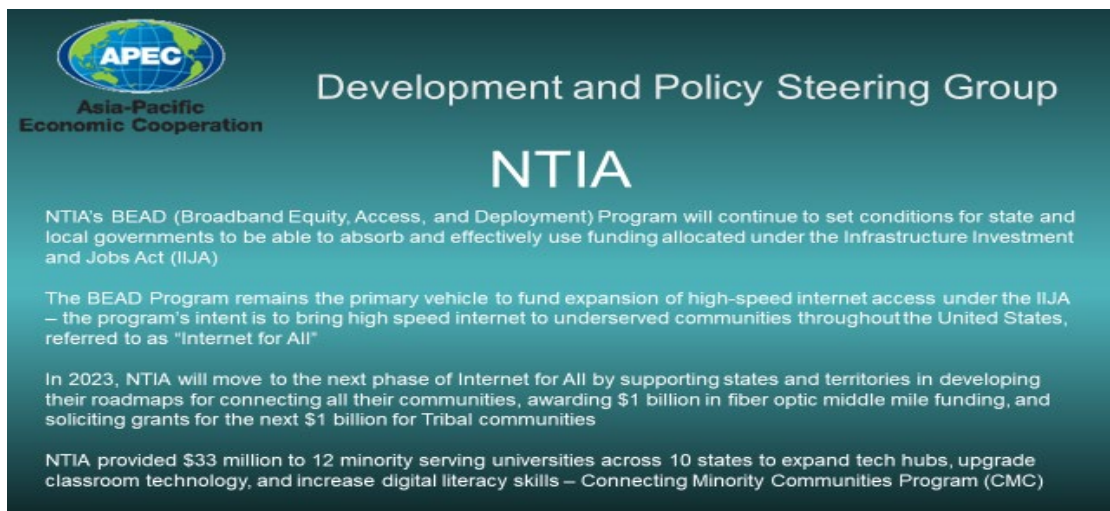 APEC
Asia-Pacific
Economic Cooperation
Development and Policy Steering Group
NTIA
NTIA's BEAD (Broadband Equity, Access, and Deployment) Program will continue to set conditions for state and
local governments to be able to absorb and effectively use funding allocated under the Infrastructure Investment
and Jobs Act (IIJA)
The BEAD Program remains the primary vehicle to fund expansion of high-speed internet access under the IIJA
– the program's intent is to bring high speed internet to underserved communities throughout the United States,
referred to as “Internet for All”
In 2023, NTIA will move to the next phase of Internet for All by supporting states and territories in developing
their roadmaps for connecting all their communities, awarding $1 billion in fiber optic middle mile funding, and
soliciting grants for the next $1 billion for Tribal communities
NTIA provided $33 million to 12 minority serving universities across 10 states to expand tech hubs, upgrade
classroom technology, and increase digital literacy skills – Connecting Minority Communities Program (CMC)